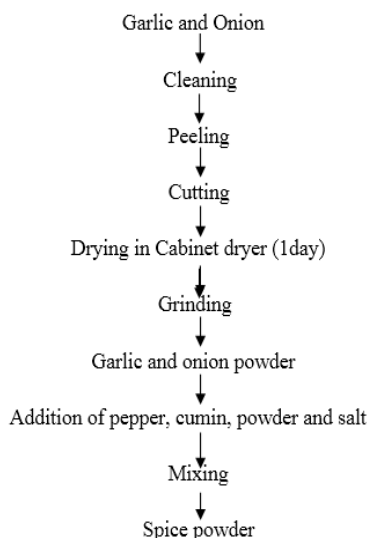 Garlic and Onion
Cleaning
Peeling
Cutting
Drying in Cabinet dryer (1day)
Grinding
Garlic and onion powder
Addition of pepper, cumin, powder and salt
Mixing
Spice powder